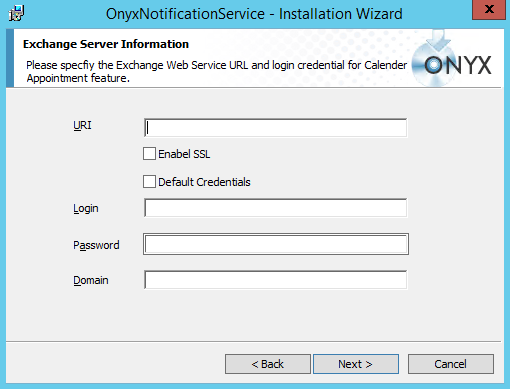 OnyxNotificationService - Installation Wizard
x
Exchange Server Information
Please specfiy the Exchange Web Service URL and login credential for Calender
Appointment feature.
ONYX
URI
Enabel SSL
Default Credentials
Login
Password
Domain
< Back
Next >
Cancel